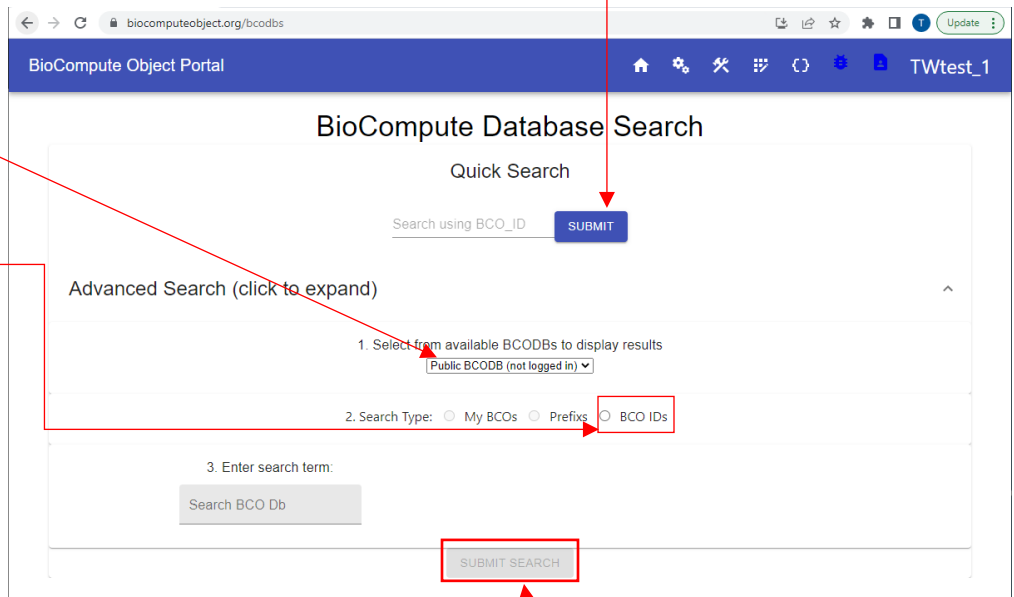 biocomputeobject.org/bcodbs
T
Update
BioCompute Object Portal
TWtest_1
BioCompute Database Search
Quick Search
Search using BCO_ID
SUBMIT
Advanced Search (click to expand)
1. Select from available BCODBs to display results
Public BCODB (not logged in)
2. Search Type: My BCOs Prefixs BCO IDs
3. Enter search term:
Search BCO Db
SUBMIT SEARCH